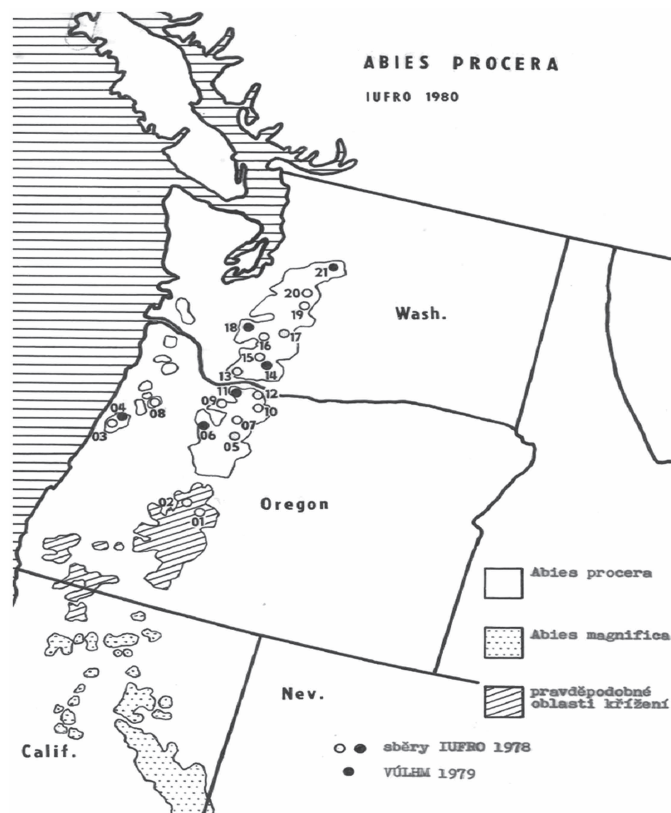 ABIES PROCERA
IUFRO 1980
21
20
19
Wash.
18
17
16
15
14
13
11
12
09
10
04
08
03
06
07
05
02
Oregon
01
Abies procera
Abies magnifica
Nev.
pravděpodobné
oblasti křížení
Calif.
sběry IUFRO 1978
VÚLHM 1979